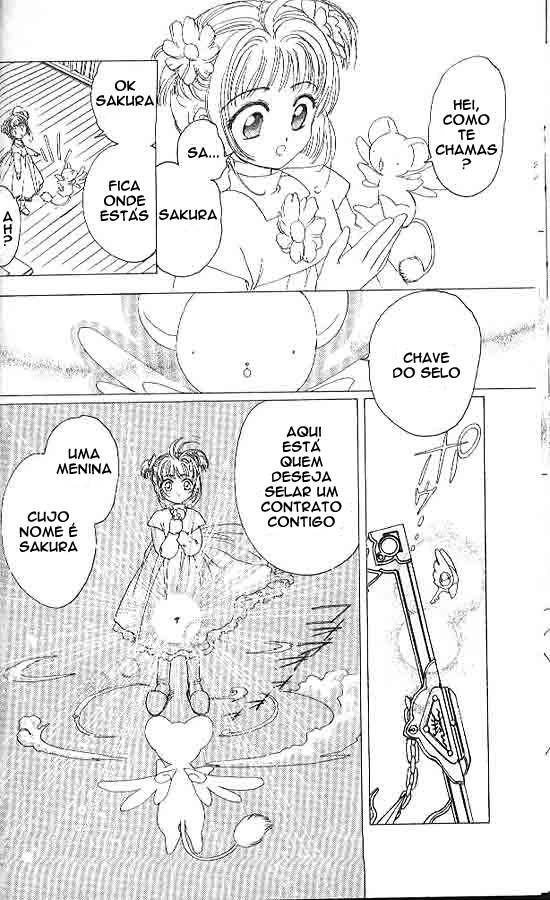 HEI,
COMO
TE
CHAMAS
?
SA...
SAKURA
OK
SAKURA
FICA
ONDE
ESTÁS
AH?
CHAVE
DO SELO
AQUI
ESTÁ
QUEM
DESEJA
SELAR UM
CONTRATO
CONTIGO
UMA
MENINA
CUJO
NOME É
SAKURA